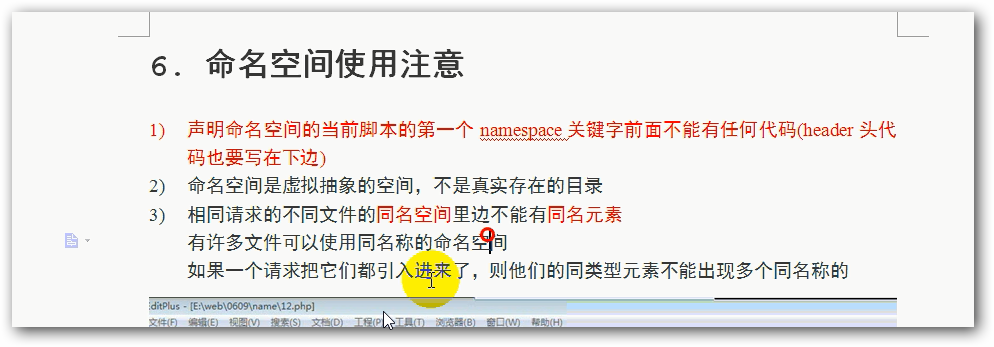 6. 命名空间使用注意
1) 声明命名空间的当前脚本的第一个 namespace 关键字前面不能有任何代码(header 头代
码也要写在下边)
2) 命名空间是虚拟抽象的空间，不是真实存在的目录
3) 相同请求的不同文件的同名空间里边不能有同名元素
有许多文件可以使用同名称的命名空间
如果一个请求把它们都引入进来了，则他们的同类型元素不能出现多个同名称的
EditPlus - [E:\web\0609\name\12.php]
文件(F) 编辑(E) 视图(V) 搜索(S) 文档(D) 工程(P) 工具(T) 浏览器(B) 窗口(W) 帮助(H)